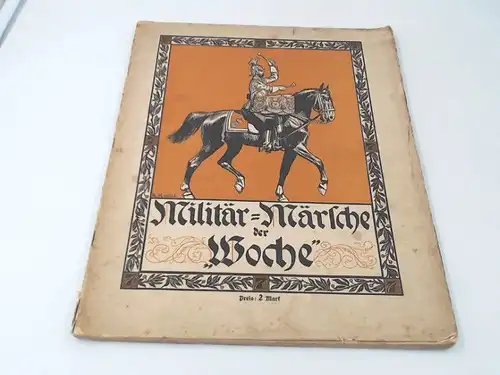 Militär=Märsche
der
„Woche"
Preis: 2 Mark